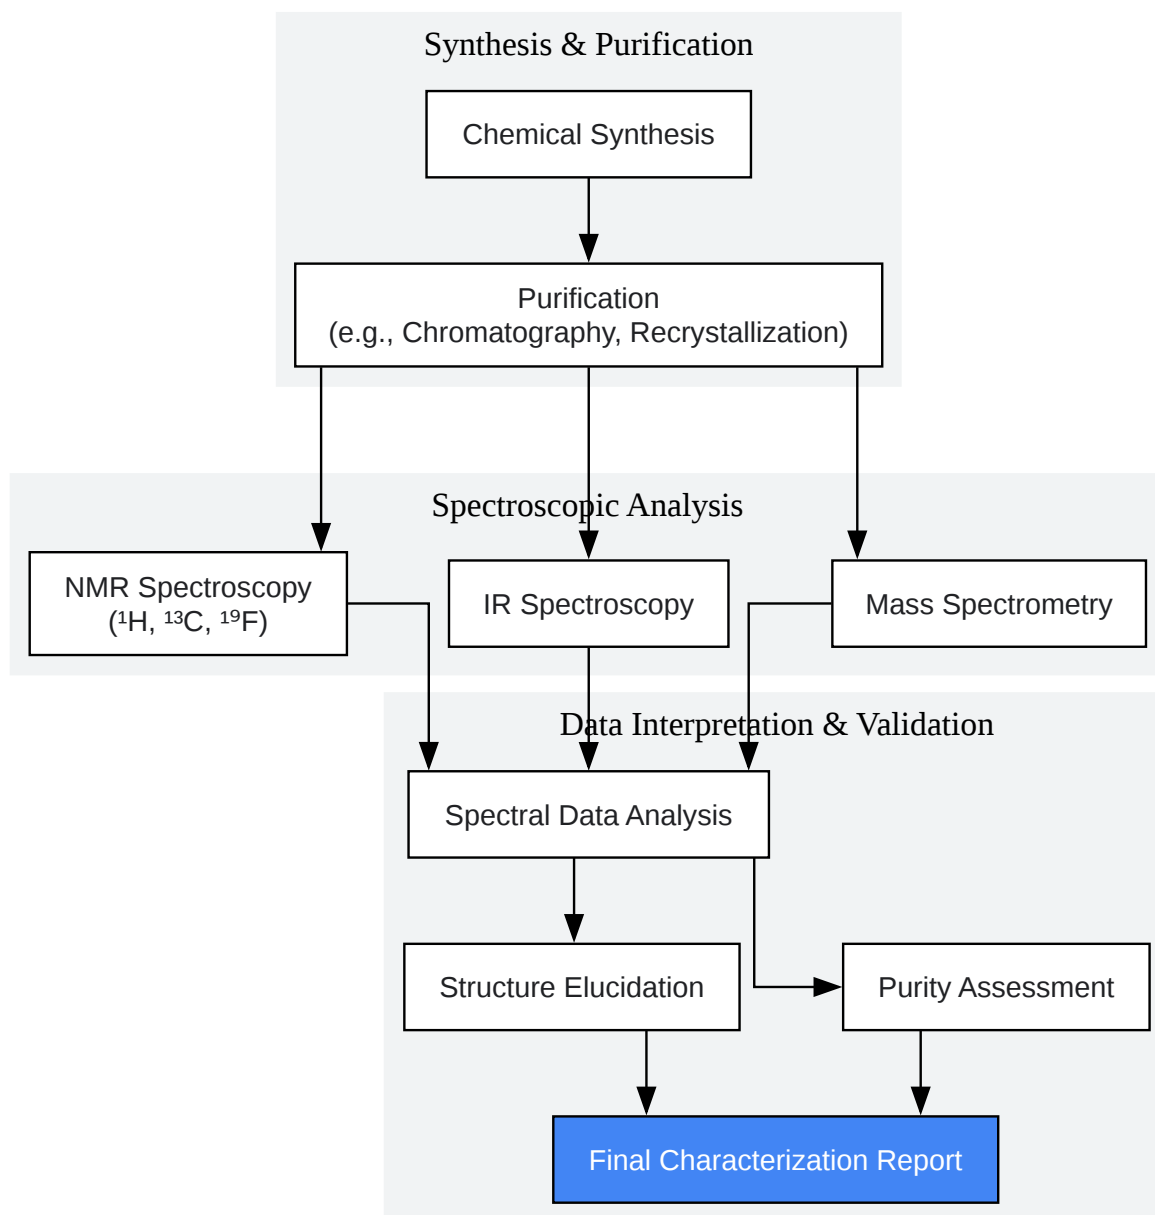 Synthesis & Purification
Chemical Synthesis
Purification
(e.g., Chromatography, Recrystallization)
Spectroscopic Analysis
NMR Spectroscopy
(¹H, ¹³C, ¹⁹F)
IR Spectroscopy
Mass Spectrometry
Data Interpretation & Validation
Spectral Data Analysis
Structure Elucidation
Purity Assessment
Final Characterization Report